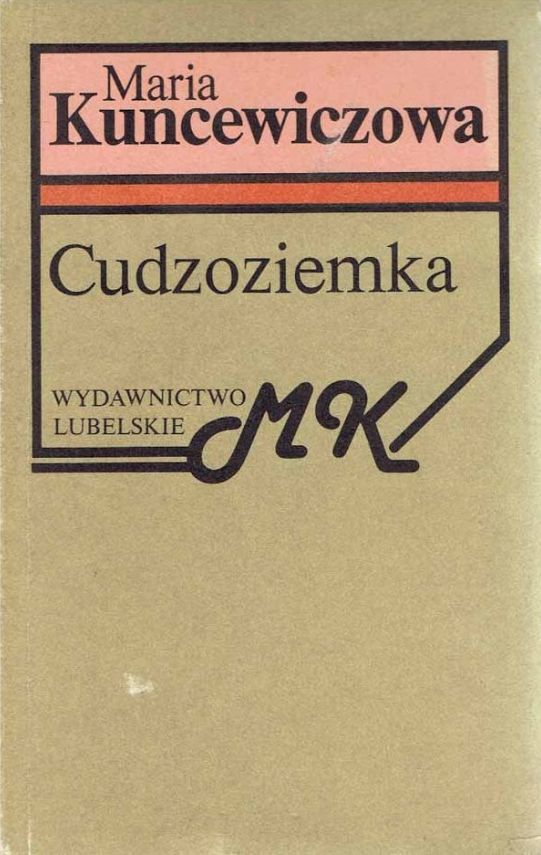 Maria
Kuncewiczowa
Cudzoziemka
WYDAWNICTWO
LUBELSKIE
MK